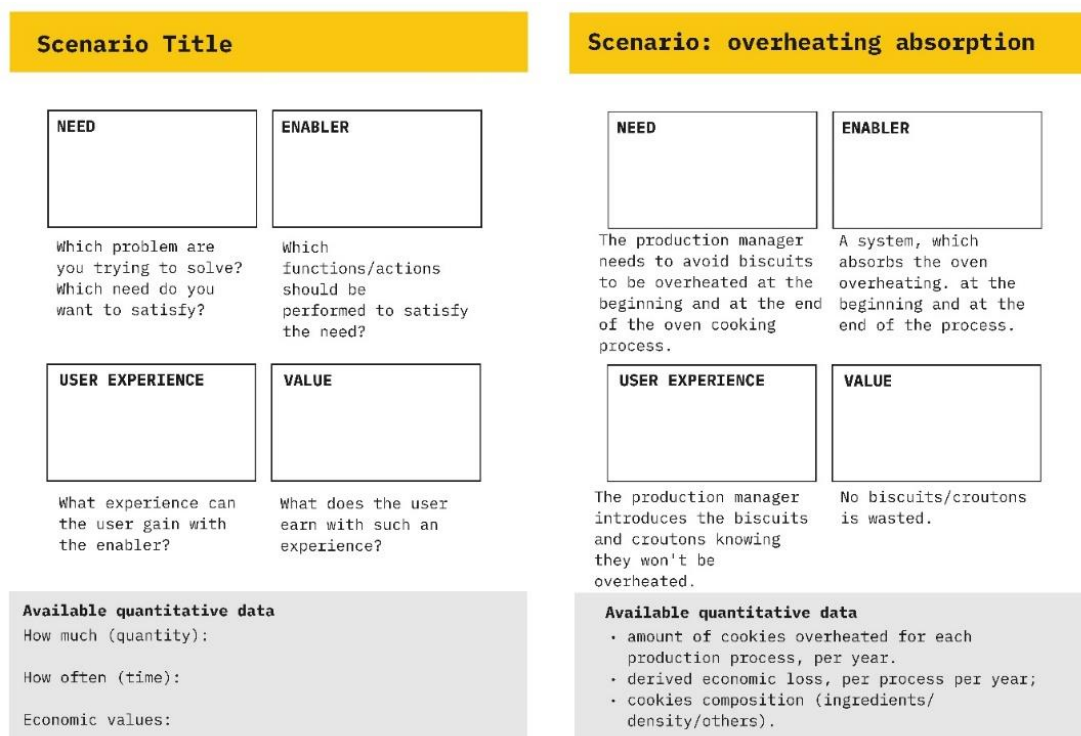 Scenario Title
NEED
ENABLER
Which problem are
you trying to solve?
Which need do you
want to satisfy?
Which
functions/actions
should be
performed to satisfy
the need?
USER EXPERIENCE
VALUE
What experience can
the user gain with
the enabler?
What does the user
earn with such an
experience?
Available quantitative data
How much (quantity):
How often (time):
Economic values:
Scenario: overheating absorption
NEED
ENABLER
The production manager
needs to avoid biscuits
to be overheated at the
beginning and at the end
of the oven cooking
process.
A system, which
absorbs the oven
overheating. at the
beginning and at the
end of the process.
USER EXPERIENCE
VALUE
The production manager
introduces the biscuits
and croutons knowing
they won't be
overheated.
No biscuits/croutons
is wasted.
Available quantitative data
• amount of cookies overheated for each
production process, per year.
• derived economic loss, per process per year;
• cookies composition (ingredients/
density/others).